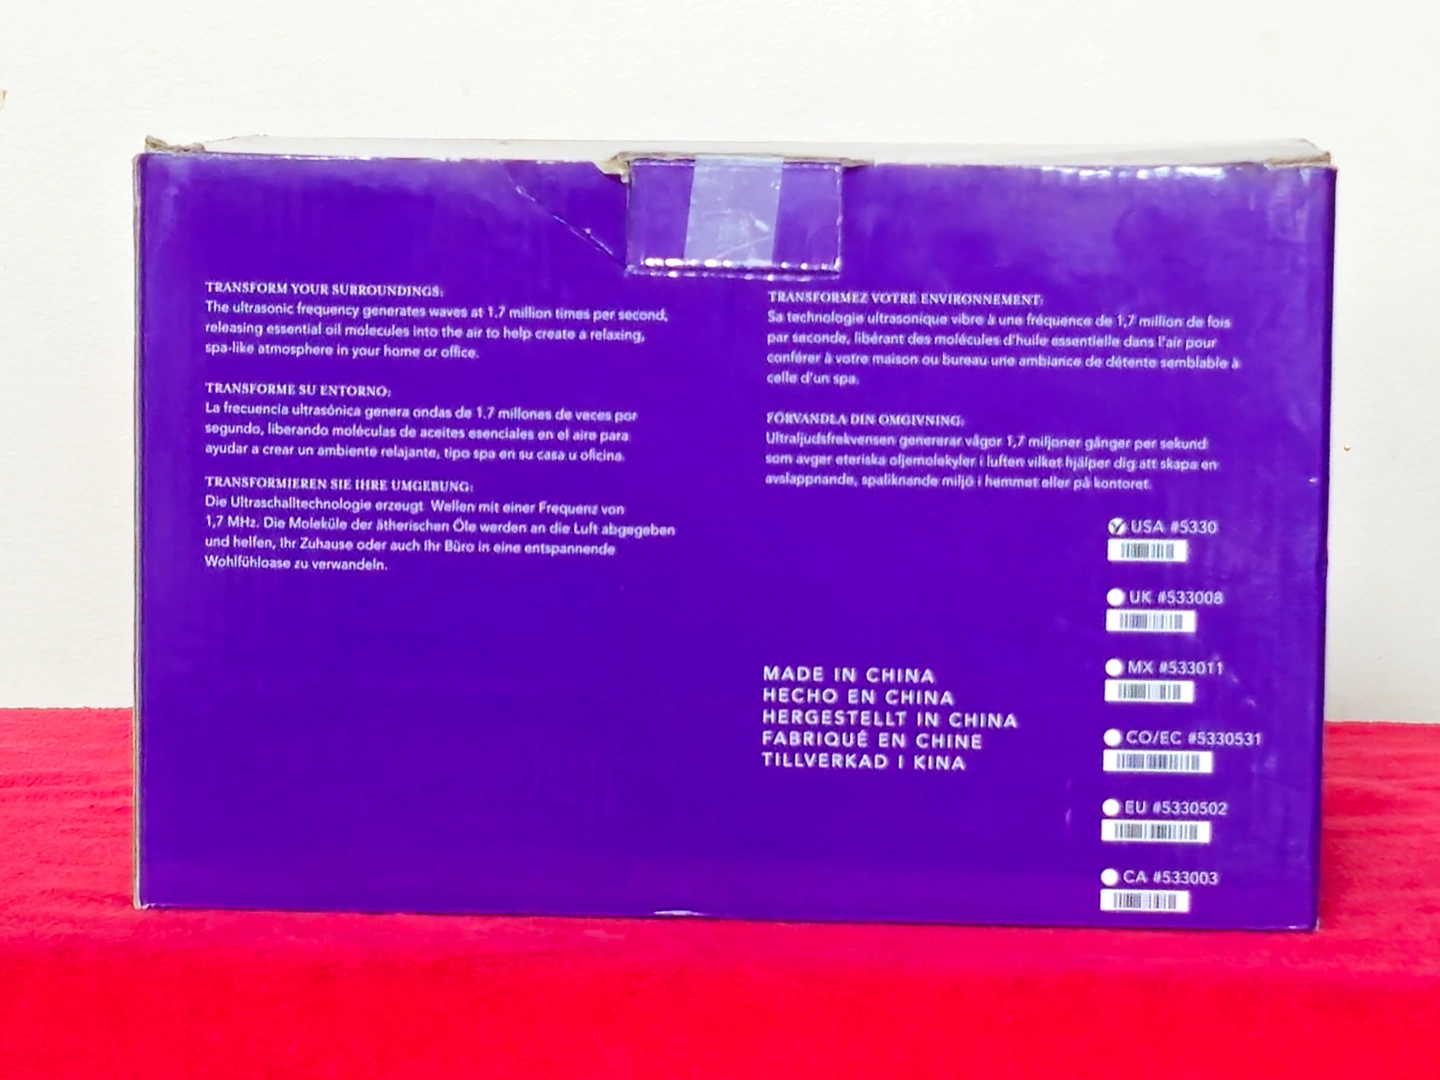 TRANSFORM YOUR SURROUNDINGS:
The ultrasonic frequency generates waves at 1.7 million times per second,
releasing essential oil molecules into the air to help create a relaxing,
spa-like atmosphere in your home or office.
TRANSFORME SU ENTORNO:
La frecuencia ultrasónica genera ondas de 1.7 millones de veces por
segundo, liberando moléculas de aceites esenciales en el aire para
ayudar a crear un ambiente relajante, tipo spa en su casa u oficina.
TRANSFORMIEREN SIE IHRE UMGEBUNG:
Die Ultraschalltechnologie erzeugt Wellen mit einer Frequenz von
1,7 MHz. Die Moleküle der ätherischen Öle werden an die Luft abgegeben
und helfen, Ihr Zuhause oder auch Ihr Büro in eine entspannende
Wohlfühloase zu verwandeln.
TRANSFORMEZ VOTRE ENVIRONNEMENT:
Sa technologie ultrasonique vibre à une fréquence de 1,7 million de fois
par seconde, libérant des molécules d'huile essentielle dans l'air pour
conférer à votre maison ou bureau une ambiance de détente semblable à
celle d'un spa.
FÖRVANDLA DIN OMGIVNING:
Ultraljudsfrekvensen genererar vågor 1,7 miljoner gånger per sekund
som avger eteriska oljemolekyler i luften vilket hjälper dig att skapa en
avslappnande, spaliknande miljö i hemmet eller på kontoret.
MADE IN CHINA
HECHO EN CHINA
HERGESTELLT IN CHINA
FABRIQUÉ EN CHINE
TILLVERKAD I KINA
USA #5330
UK #533008
MX #533011
CO/EC #5330531
EU #5330502
CA #533003